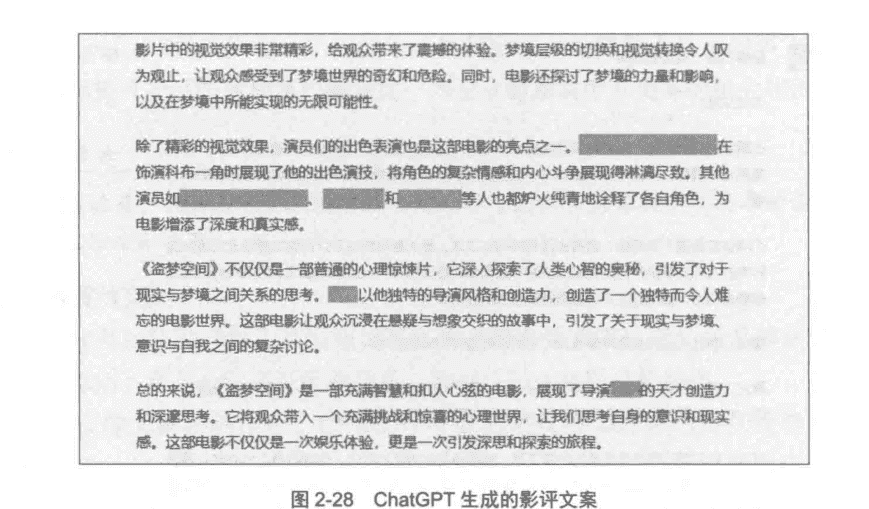 影片中的视觉效果非常精彩，给观众带来了震撼的体验。梦境层级的切换和视觉转换令人叹
为观止，让观众感受到了梦境世界的奇幻和危险。同时，电影还探讨了梦境的力量和影响，
以及在梦境中所能实现的无限可能性。
除了精彩的视觉效果，演员们的出色表演也是这部电影的亮点之一。在
饰演科布一角时展现了他的出色演技，将角色的复杂情感和内心斗争展现得淋漓尽致。其他
演员如、和等人也都炉火纯青地诠释了各自角色，为
电影增添了深度和真实感。
《盗梦空间》不仅仅是一部普通的心理惊悚片，它深入探索了人类心智的奥秘，引发了对于
现实与梦境之间关系的思考。以他独特的导演风格和创造力，创造了一个独特而令人难
忘的电影世界。这部电影让观众沉浸在悬疑与想象交织的故事中，引发了关于现实与梦境、
意识与自我之间的复杂讨论。
总的来说，《盗梦空间》是一部充满智慧和扣人心弦的电影，展现了导演的天才创造力
和深邃思考。它将观众带入一个充满挑战和惊喜的心理世界，让我们思考自身的意识和现实
感。这部电影不仅仅是一次娱乐体验，更是一次引发深思和探索的旅程。
图 2-28 ChatGPT 生成的影评文案